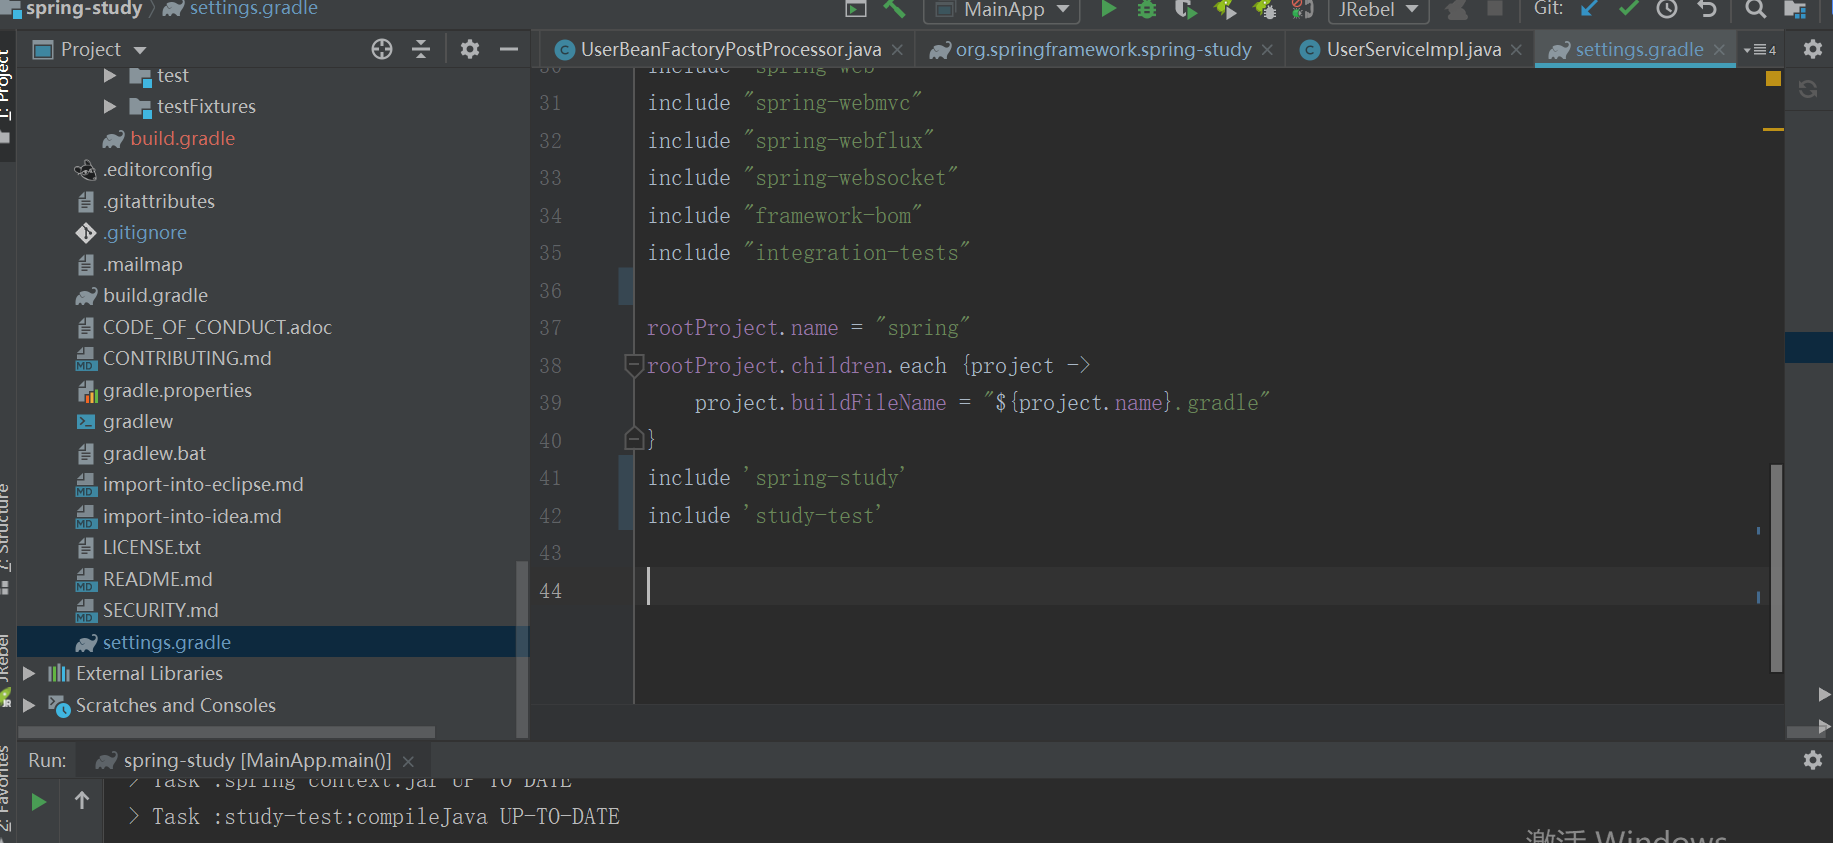 spring-study
settings.gradle
MainApp
JRebel
Git:
1: Project
Project
UserBeanFactoryPostProcessor.java
org.springframework.spring-study
UserServiceImpl.java
settings.gradle
4
test
testFixtures
build.gradle
.editorconfig
.gitattributes
.gitignore
.mailmap
build.gradle
CODE_OF_CONDUCT.adoc
CONTRIBUTING.md
gradle.properties
gradlew
gradlew.bat
import-into-eclipse.md
import-into-idea.md
LICENSE.txt
README.md
SECURITY.md
settings.gradle
External Libraries
Scratches and Consoles
7: Structure
JRebel
2: Favorites
30 include "spring-web"
31 include "spring-webmvc"
32 include "spring-webflux"
33 include "spring-websocket"
34 include "framework-bom"
35 include "integration-tests"
36
37 rootProject.name = "spring"
38 rootProject.children.each {project ->
39 project.buildFileName = "${project.name}.gradle"
40 }
41 include 'spring-study'
42 include 'study-test'
43
44
Run:
spring-study [MainApp.main()]
> Task :spring-context:jar UP-TO-DATE
> Task :study-test:compileJava UP-TO-DATE
激活 Windows